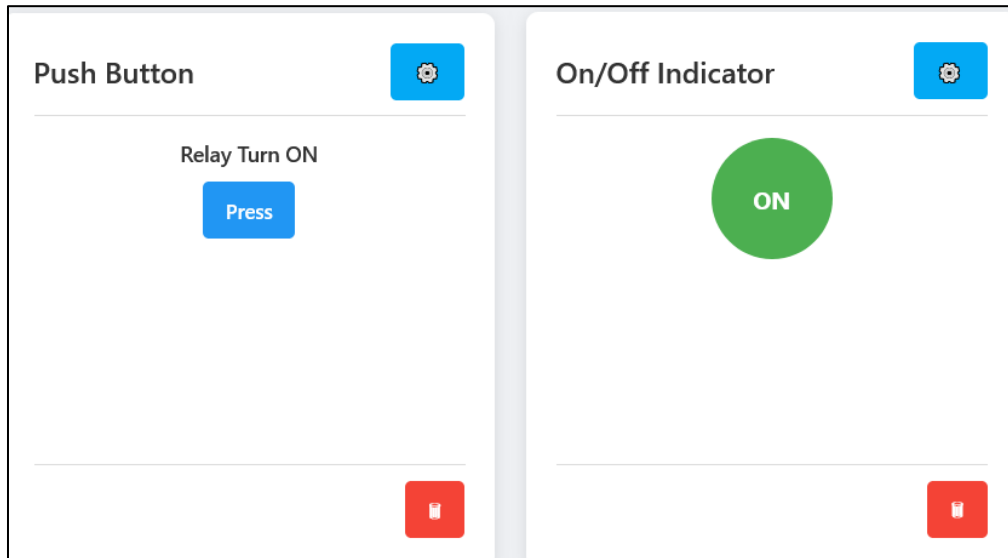 Push Button
Relay Turn ON
Press
On/Off Indicator
ON